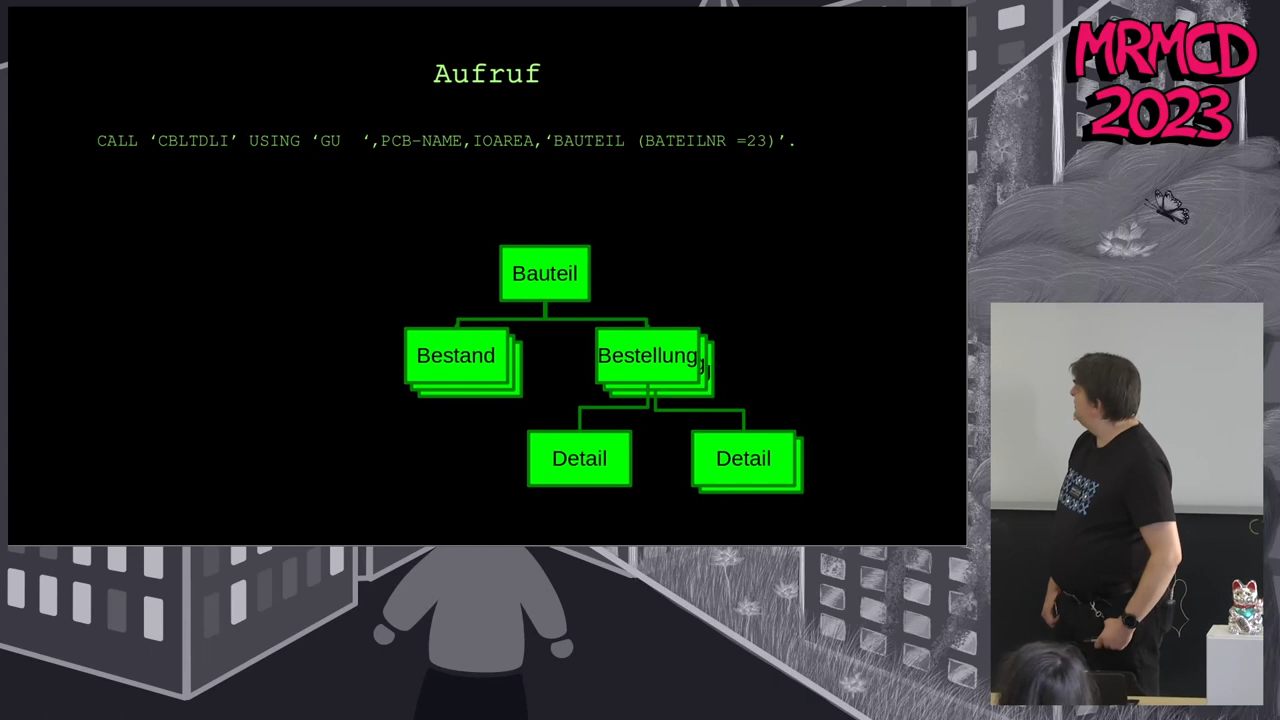 Aufruf
CALL ‘CBLTDLI’ USING ‘GU  ‘,PCB-NAME,IOAREA,‘BAUTEIL (BATEILNR =23)’.
Bauteil
Bestand
Bestellung
Detail
Detail
MRMCD
2023